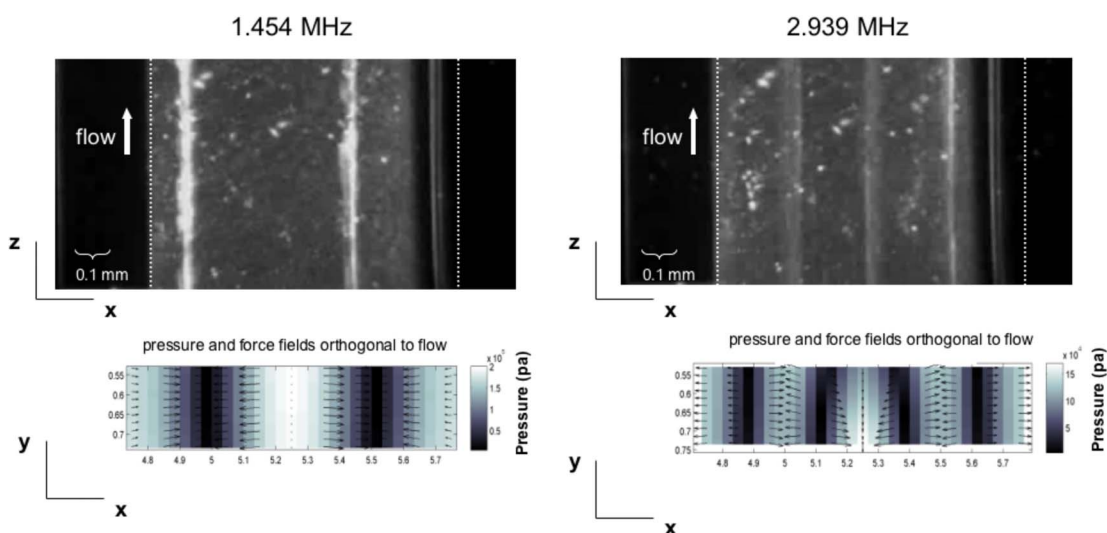 1.454 MHz
2.939 MHz
flow
0.1 mm
z
x
flow
0.1 mm
z
x
pressure and force fields orthogonal to flow
0.55
0.6
0.65
0.7
4.8 4.9 5 5.1 5.2 5.3 5.4 5.5 5.6 5.7
2
1.5
1
0.5
Pressure (pa)
y
x
pressure and force fields orthogonal to flow
0.55
0.6
0.65
0.7
0.75
4.8 4.9 5 5.1 5.2 5.3 5.4 5.5 5.6 5.7
x 10⁴
15
10
5
Pressure (pa)
y
x